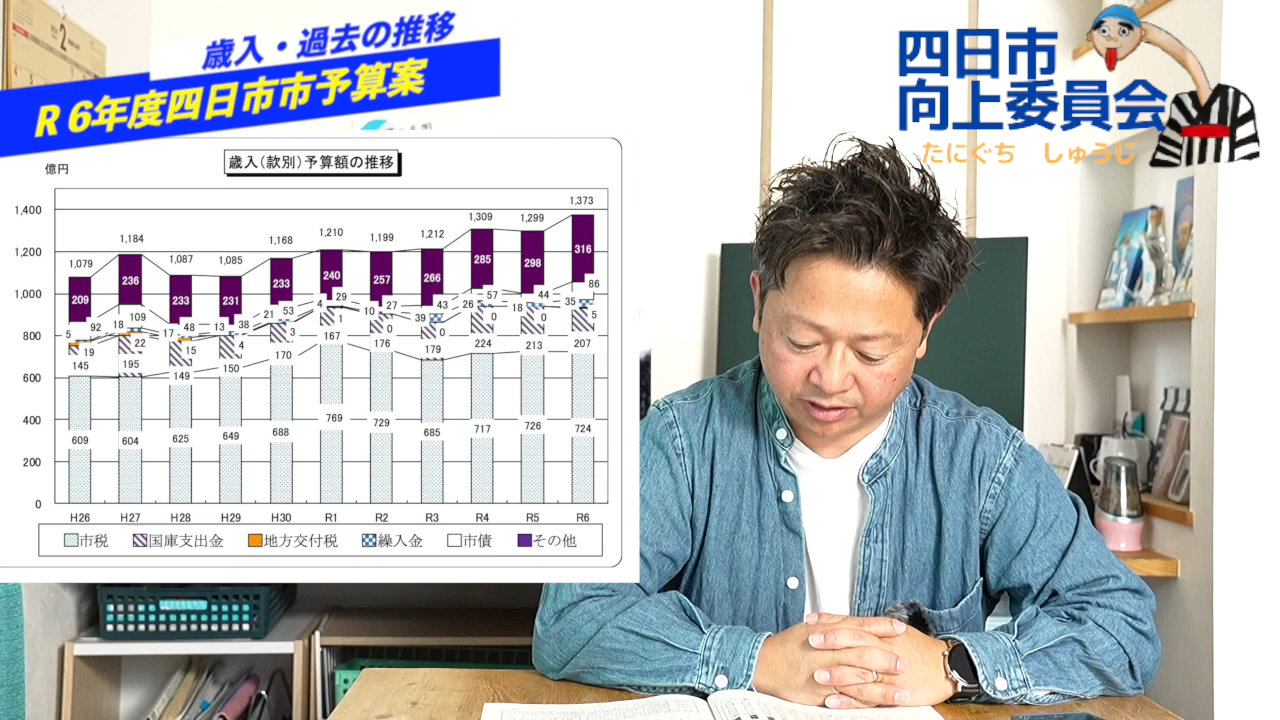 歳入・過去の推移
R6年度四日市市予算案
四日市
向上委員会
たにぐち しゅうじ
2
億円
歳入(款別)予算額の推移
1,400
1,200
1,000
800
600
400
200
0
1,079 1,184 1,087 1,085 1,168 1,210 1,199 1,212 1,309 1,299 1,373
209 236 233 231 233 240 257 266 285 298 316
92 109 48 38 53 29 27 43 57 44 86
5 18 17 13 21 4 10 39 26 18 35
19 22 15 4 3 1 0 0 0 0 5
145 195 149 150 170 167 176 179 224 213 207
609 604 625 649 688 769 729 685 717 726 724
H26 H27 H28 H29 H30 R1 R2 R3 R4 R5 R6
市税 国庫支出金 地方交付税 繰入金 市債 その他